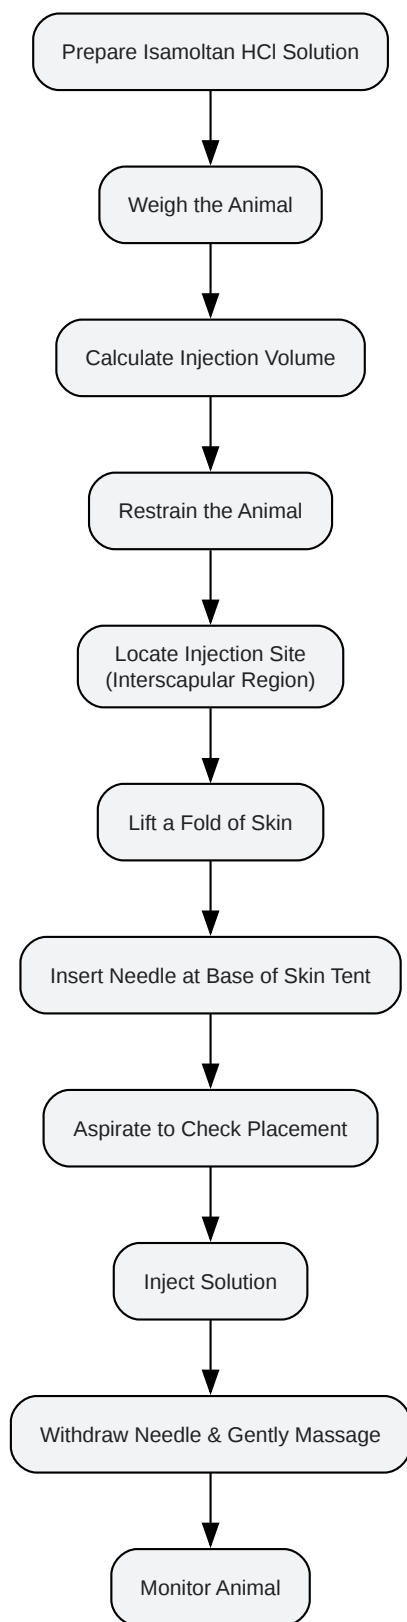 Prepare Isamoltan HCl Solution
Weigh the Animal
Calculate Injection Volume
Restrain the Animal
Locate Injection Site
(Interscapular Region)
Lift a Fold of Skin
Insert Needle at Base of Skin Tent
Aspirate to Check Placement
Inject Solution
Withdraw Needle & Gently Massage
Monitor Animal